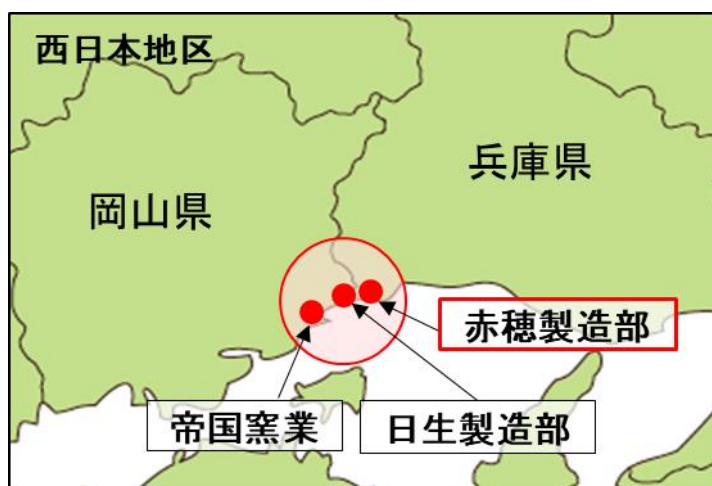 西日本地区
兵庫県
岡山県
赤穂製造部
帝国窯業
日生製造部